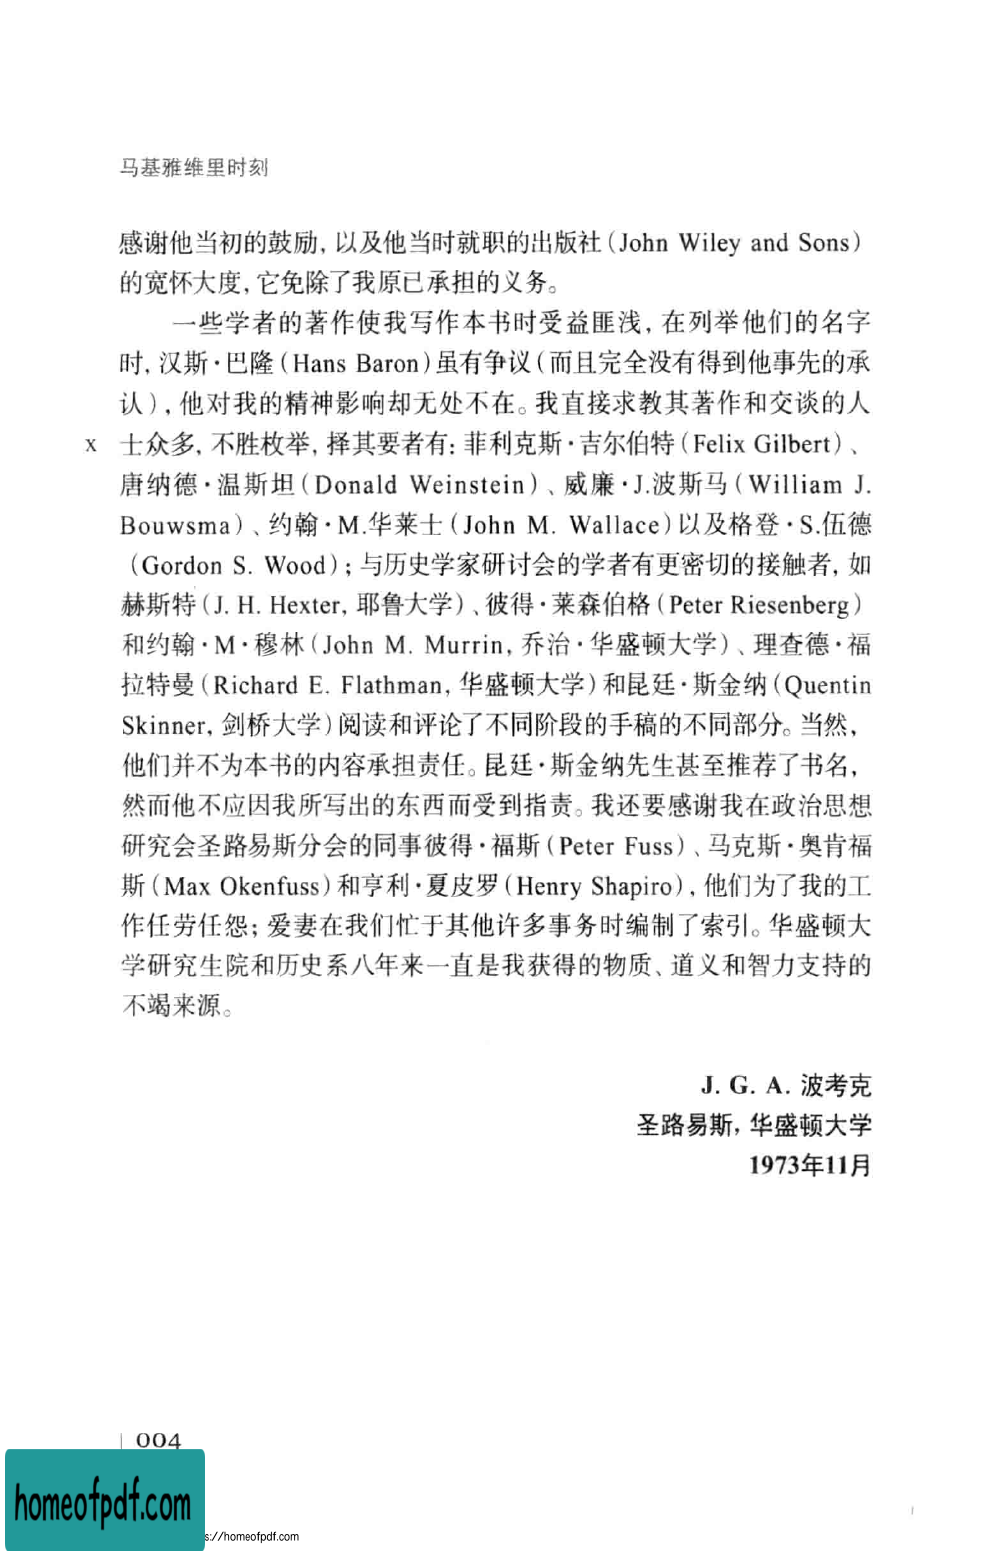 马基雅维里时刻
感谢他当初的鼓励，以及他当时就职的出版社（John Wiley and Sons）
的宽怀大度，它免除了我原已承担的义务。
一些学者的著作使我写作本书时受益匪浅，在列举他们的名字
时，汉斯·巴隆（Hans Baron）虽有争议（而且完全没有得到他事先的承
认），他对我的精神影响却无处不在。我直接求教其著作和交谈的人
x 士众多，不胜枚举，择其要者有：菲利克斯·吉尔伯特（Felix Gilbert）、
唐纳德·温斯坦（Donald Weinstein）、威廉·J.波斯马（William J.
Bouwsma）、约翰·M.华莱士（John M. Wallace）以及格登·S.伍德
（Gordon S. Wood）；与历史学家研讨会的学者有更密切的接触者，如
赫斯特（J. H. Hexter，耶鲁大学）、彼得·莱森伯格（Peter Riesenberg）
和约翰·M·穆林（John M. Murrin，乔治·华盛顿大学）、理查德·福
拉特曼（Richard E. Flathman，华盛顿大学）和昆廷·斯金纳（Quentin
Skinner，剑桥大学）阅读和评论了不同阶段的手稿的不同部分。当然，
他们并不为本书的内容承担责任。昆廷·斯金纳先生甚至推荐了书名，
然而他不应因我所写出的东西而受到指责。我还要感谢我在政治思想
研究会圣路易斯分会的同事彼得·福斯（Peter Fuss）、马克斯·奥肯福
斯（Max Okenfuss）和亨利·夏皮罗（Henry Shapiro），他们为了我的工
作任劳任怨；爱妻在我们忙于其他许多事务时编制了索引。华盛顿大
学研究生院和历史系八年来一直是我获得的物质、道义和智力支持的
不竭来源。
J. G. A. 波考克
圣路易斯，华盛顿大学
1973年11月
004
homeofpdf.com
s://homeofpdf.com